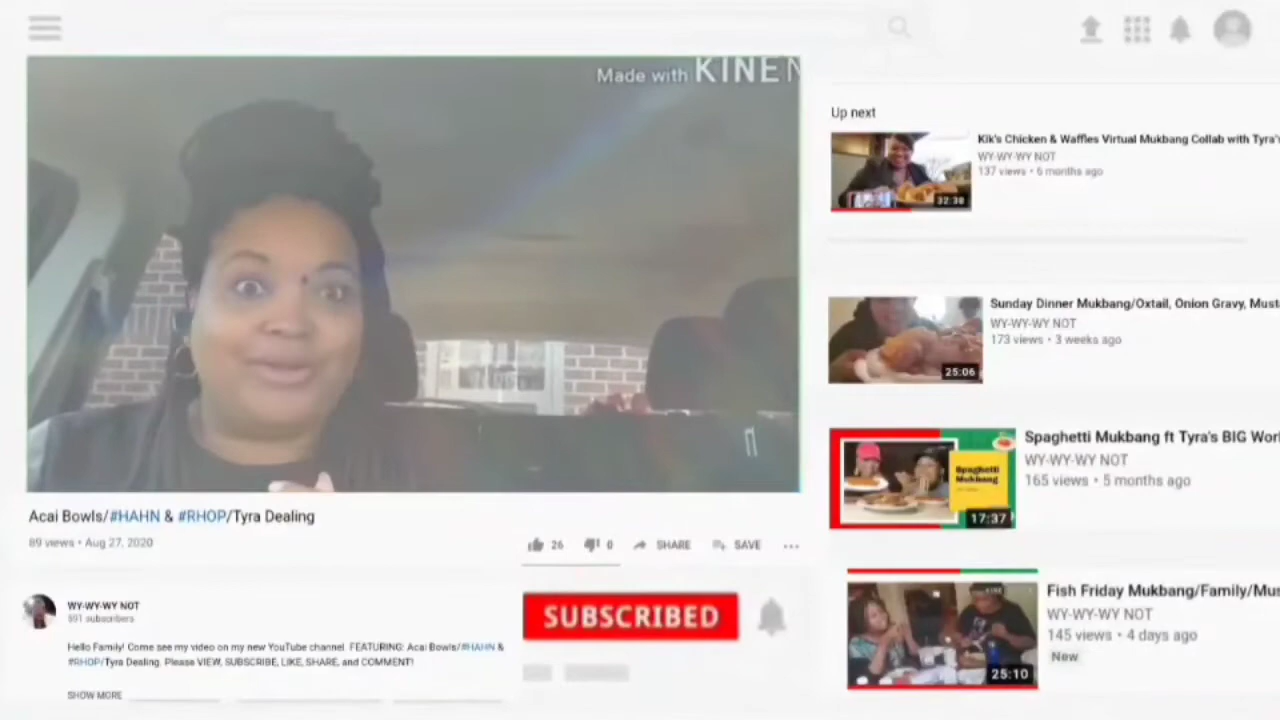 Made with KINEN
Up next
Kik's Chicken & Waffles Virtual Mukbang Collab with Tyra's
WY-WY-WY NOT
137 views • 6 months ago
32:38
Sunday Dinner Mukbang/Oxtail, Onion Gravy, Must
WY-WY-WY NOT
173 views • 3 weeks ago
25:06
Spaghetti Mukbang ft Tyra's BIG Worl
WY-WY-WY NOT
165 views • 5 months ago
Spaghetti
Mukbang
17:37
Acai Bowls/#HAHN & #RHOP/Tyra Dealing
89 views • Aug 27, 2020
26
0
SHARE
SAVE
Fish Friday Mukbang/Family/Mus
WY-WY-WY NOT
145 views • 4 days ago
New
25:10
WY-WY-WY NOT
891 subscribers
SUBSCRIBED
Hello Family! Come see my video on my new YouTube channel. FEATURING: Acai Bowls/#HAHN &
#RHOP/Tyra Dealing. Please VIEW, SUBSCRIBE, LIKE, SHARE, and COMMENT!
SHOW MORE